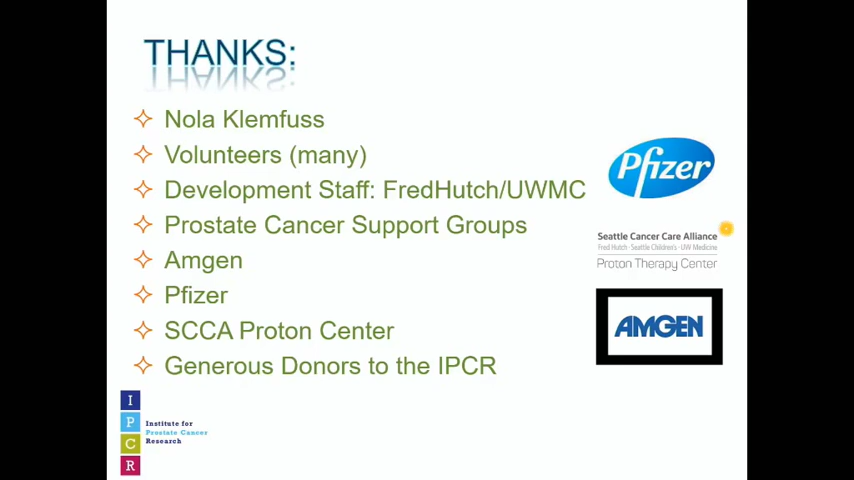 THANKS:
Nola Klemfuss
Volunteers (many)
Development Staff: FredHutch/UWMC
Prostate Cancer Support Groups
Amgen
Pfizer
SCCA Proton Center
Generous Donors to the IPCR
Pfizer
Seattle Cancer Care Alliance
Fred Hutch · Seattle Children's · UW Medicine
Proton Therapy Center
AMGEN
I
P
C
R
Institute for
Prostate Cancer
Research